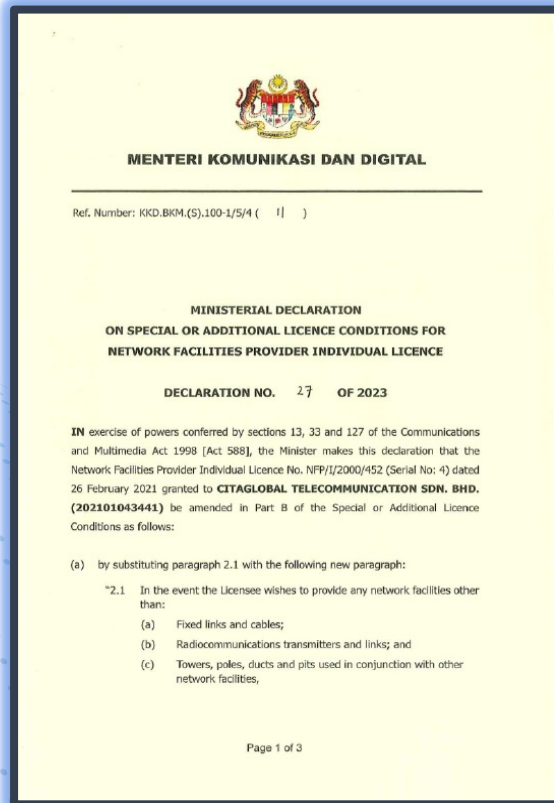 MENTERI KOMUNIKASI DAN DIGITAL
Ref. Number: KKD.BKM.(S).100-1/5/4 ( 11 )
MINISTERIAL DECLARATION
ON SPECIAL OR ADDITIONAL LICENCE CONDITIONS FOR
NETWORK FACILITIES PROVIDER INDIVIDUAL LICENCE
DECLARATION NO. 27 OF 2023
IN exercise of powers conferred by sections 13, 33 and 127 of the Communications
and Multimedia Act 1998 [Act 588], the Minister makes this declaration that the
Network Facilities Provider Individual Licence No. NFP/I/2000/452 (Serial No: 4) dated
26 February 2021 granted to CITAGLOBAL TELECOMMUNICATION SDN. BHD.
(202101043441) be amended in Part B of the Special or Additional Licence
Conditions as follows:
(a) by substituting paragraph 2.1 with the following new paragraph:
"2.1 In the event the Licensee wishes to provide any network facilities other
than:
(a) Fixed links and cables;
(b) Radiocommunications transmitters and links; and
(c) Towers, poles, ducts and pits used in conjunction with other
network facilities,
Page 1 of 3